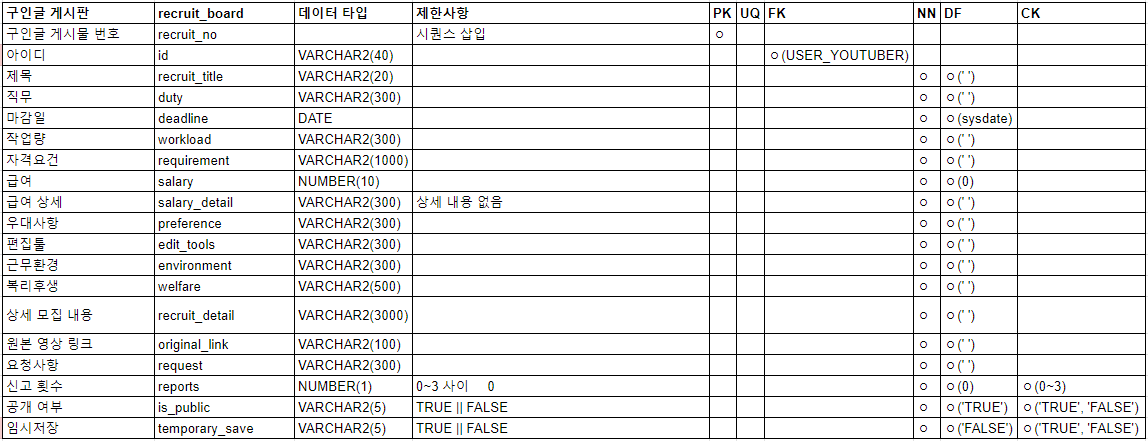 구인글 게시판 recruit_board 데이터 타입 제한사항 PK UQ FK NN DF CK
구인글 게시물 번호 recruit_no 시퀀스 삽입 ㅇ
아이디 id VARCHAR2(40) ㅇ(USER_YOUTUBER)
제목 recruit_title VARCHAR2(20) ㅇ ㅇ(' ')
직무 duty VARCHAR2(300) ㅇ ㅇ(' ')
마감일 deadline DATE ㅇ ㅇ(sysdate)
작업량 workload VARCHAR2(300) ㅇ ㅇ(' ')
자격요건 requirement VARCHAR2(1000) ㅇ ㅇ(' ')
급여 salary NUMBER(10) ㅇ ㅇ(0)
급여 상세 salary_detail VARCHAR2(300) 상세 내용 없음 ㅇ ㅇ(' ')
우대사항 preference VARCHAR2(300) ㅇ ㅇ(' ')
편집툴 edit_tools VARCHAR2(300) ㅇ ㅇ(' ')
근무환경 environment VARCHAR2(300) ㅇ ㅇ(' ')
복리후생 welfare VARCHAR2(500) ㅇ ㅇ(' ')
상세 모집 내용 recruit_detail VARCHAR2(3000) ㅇ ㅇ(' ')
원본 영상 링크 original_link VARCHAR2(100) ㅇ ㅇ(' ')
요청사항 request VARCHAR2(300) ㅇ ㅇ(' ')
신고 횟수 reports NUMBER(1) 0~3 사이 0 ㅇ ㅇ(0) ㅇ(0~3)
공개 여부 is_public VARCHAR2(5) TRUE || FALSE ㅇ ㅇ('TRUE') ㅇ('TRUE', 'FALSE')
임시저장 temporary_save VARCHAR2(5) TRUE || FALSE ㅇ ㅇ('FALSE') ㅇ('TRUE', 'FALSE')